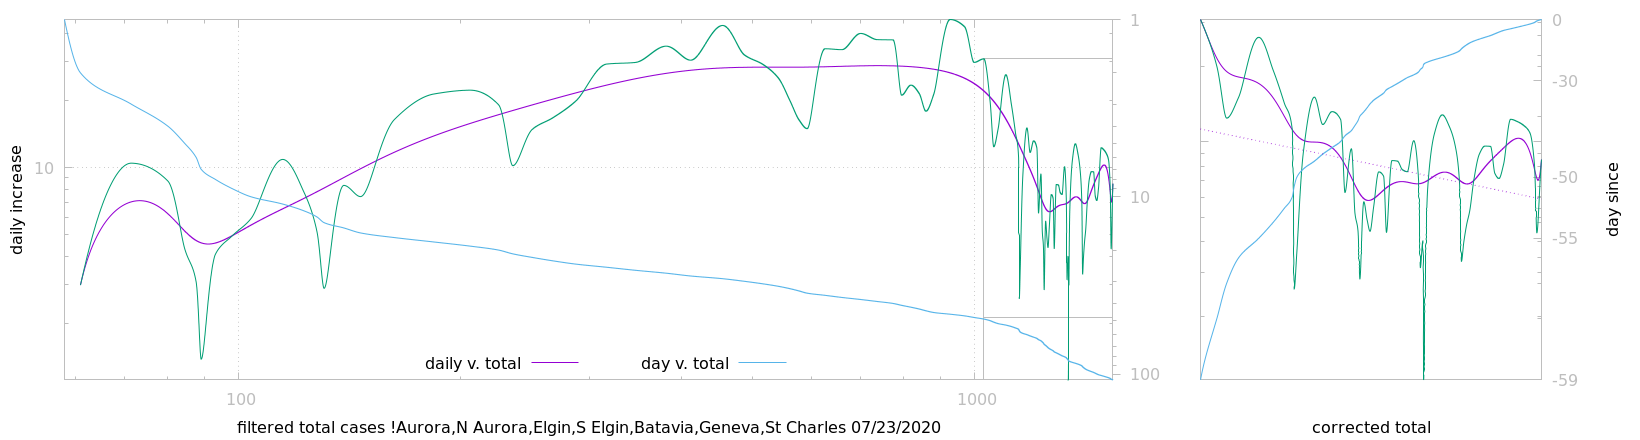 daily increase
10
100
1000
1
10
100
daily v. total
day v. total
filtered total cases !Aurora,N Aurora,Elgin,S Elgin,Batavia,Geneva,St Charles 07/23/2020
0
-30
-50
-55
-59
day since
corrected total